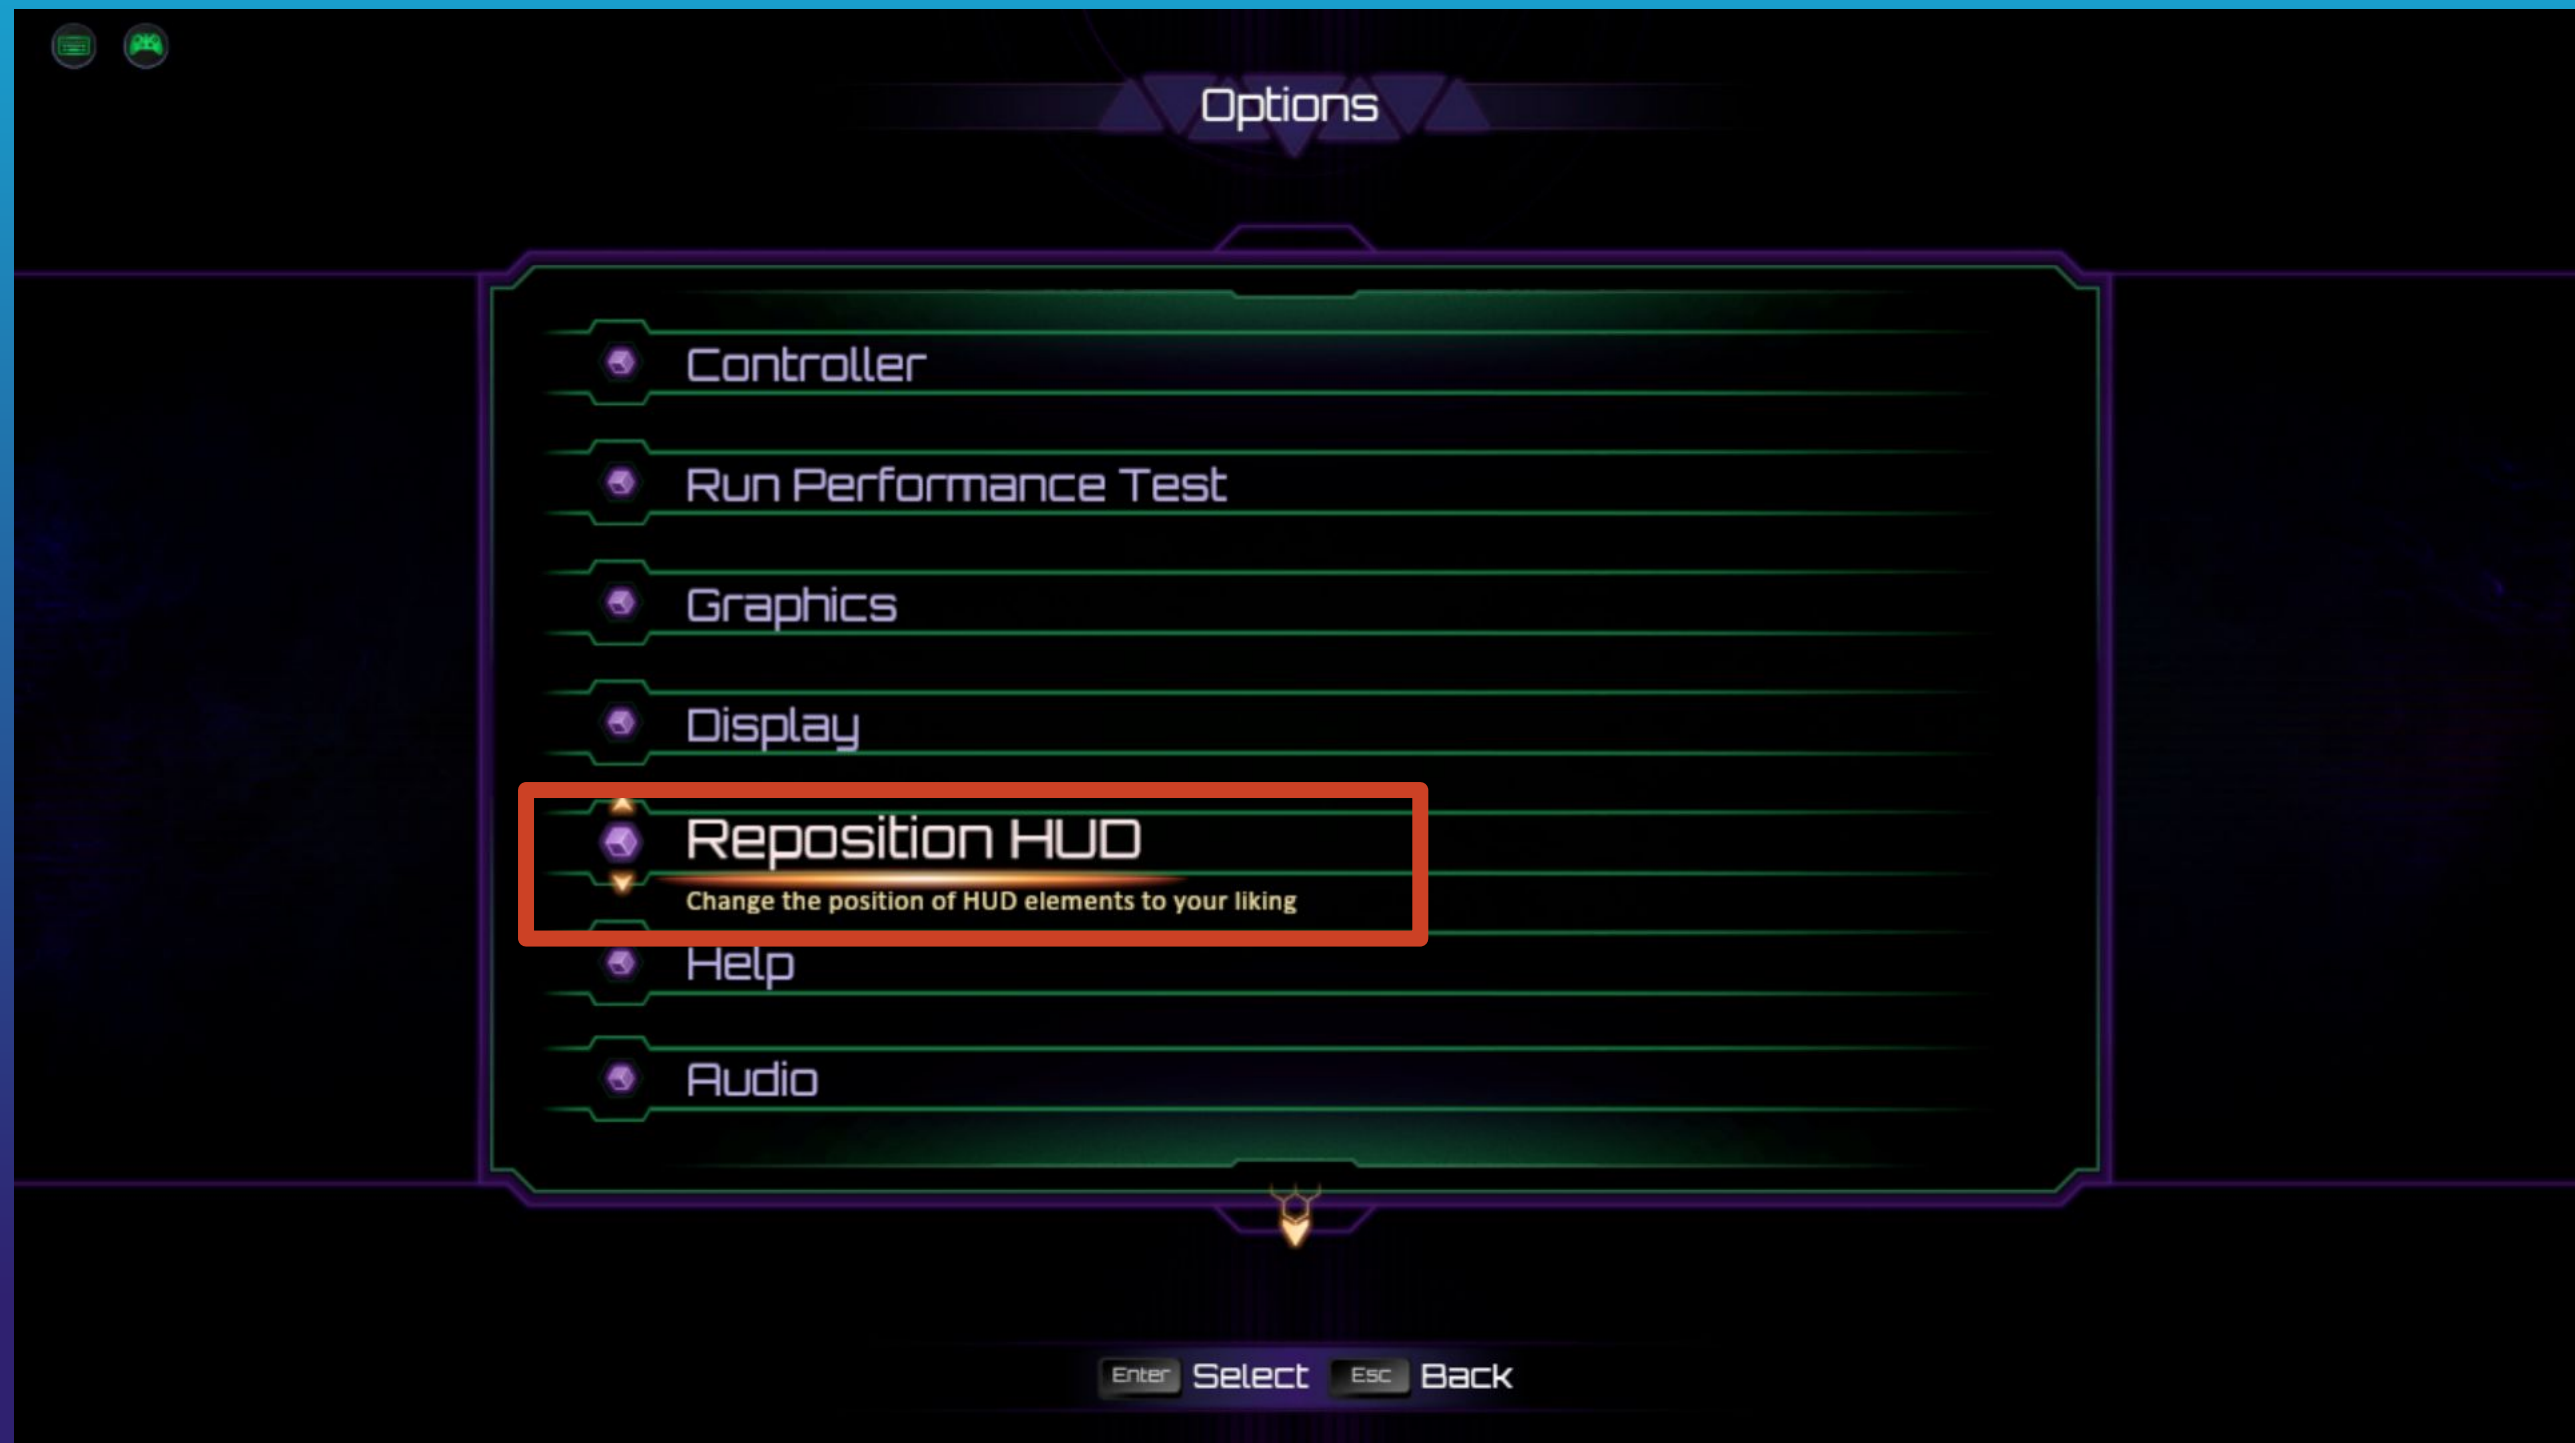 Options
Controller
Run Performance Test
Graphics
Display
Reposition HUD
Change the position of HUD elements to your liking
Help
Audio
Enter Select Esc Back